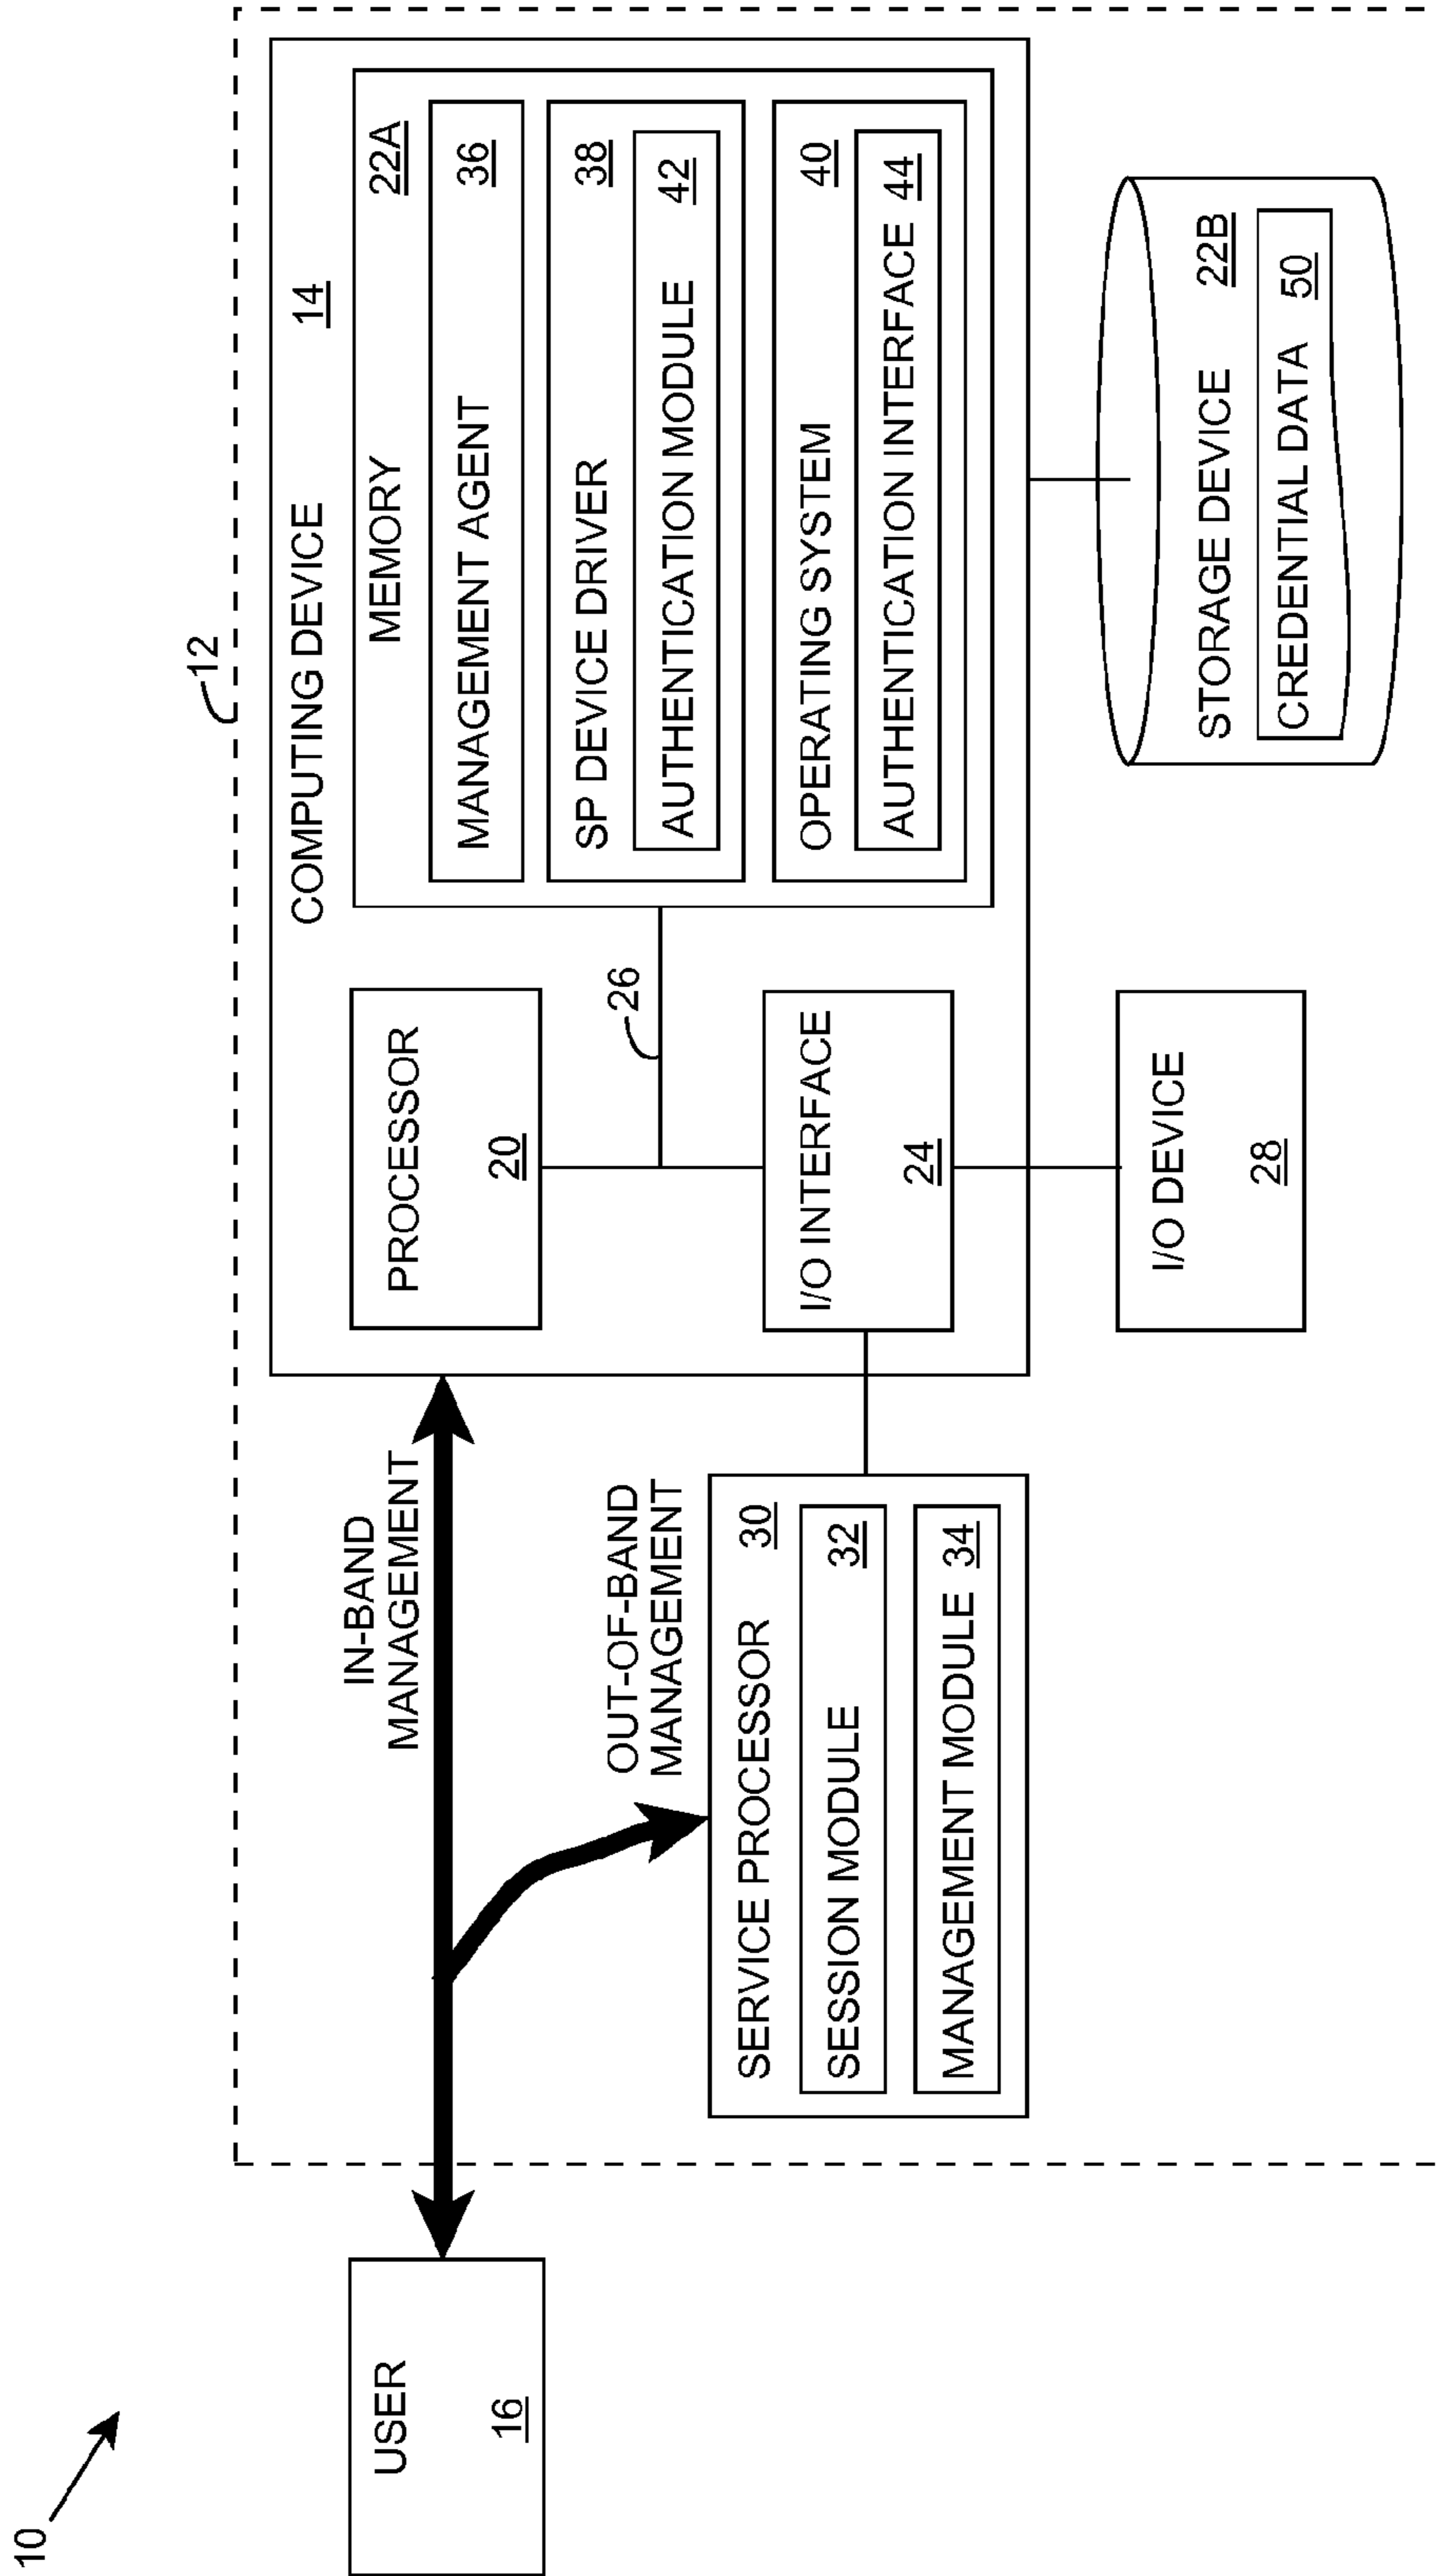 10
12
USER
16
IN-BAND
MANAGEMENT
OUT-OF-BAND
MANAGEMENT
SERVICE PROCESSOR 30
SESSION MODULE 32
MANAGEMENT MODULE 34
COMPUTING DEVICE 14
PROCESSOR
20
26
I/O INTERFACE
24
MEMORY 22A
MANAGEMENT AGENT 36
SP DEVICE DRIVER 38
AUTHENTICATION MODULE 42
OPERATING SYSTEM 40
AUTHENTICATION INTERFACE 44
I/O DEVICE
28
STORAGE DEVICE 22B
CREDENTIAL DATA 50